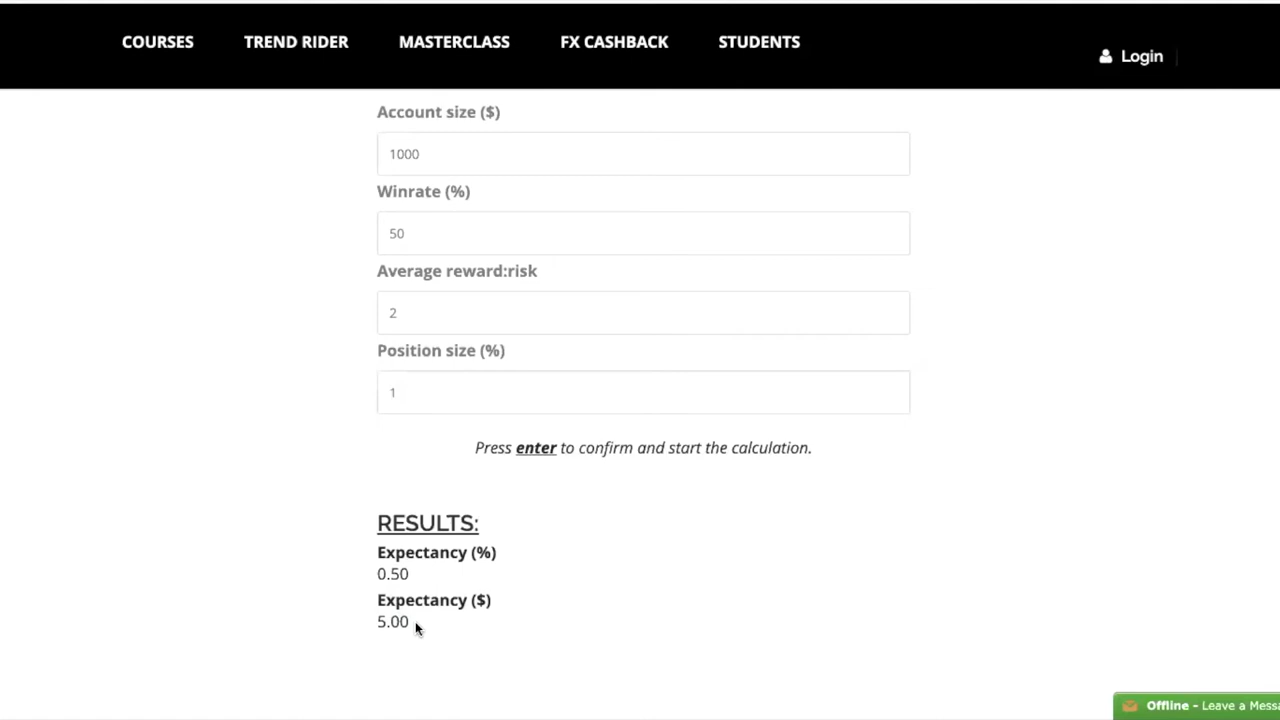 COURSES TREND RIDER MASTERCLASS FX CASHBACK STUDENTS Login
Account size ($)
1000
Winrate (%)
50
Average reward:risk
2
Position size (%)
1
Press enter to confirm and start the calculation.
RESULTS:
Expectancy (%)
0.50
Expectancy ($)
5.00
Offline - Leave a